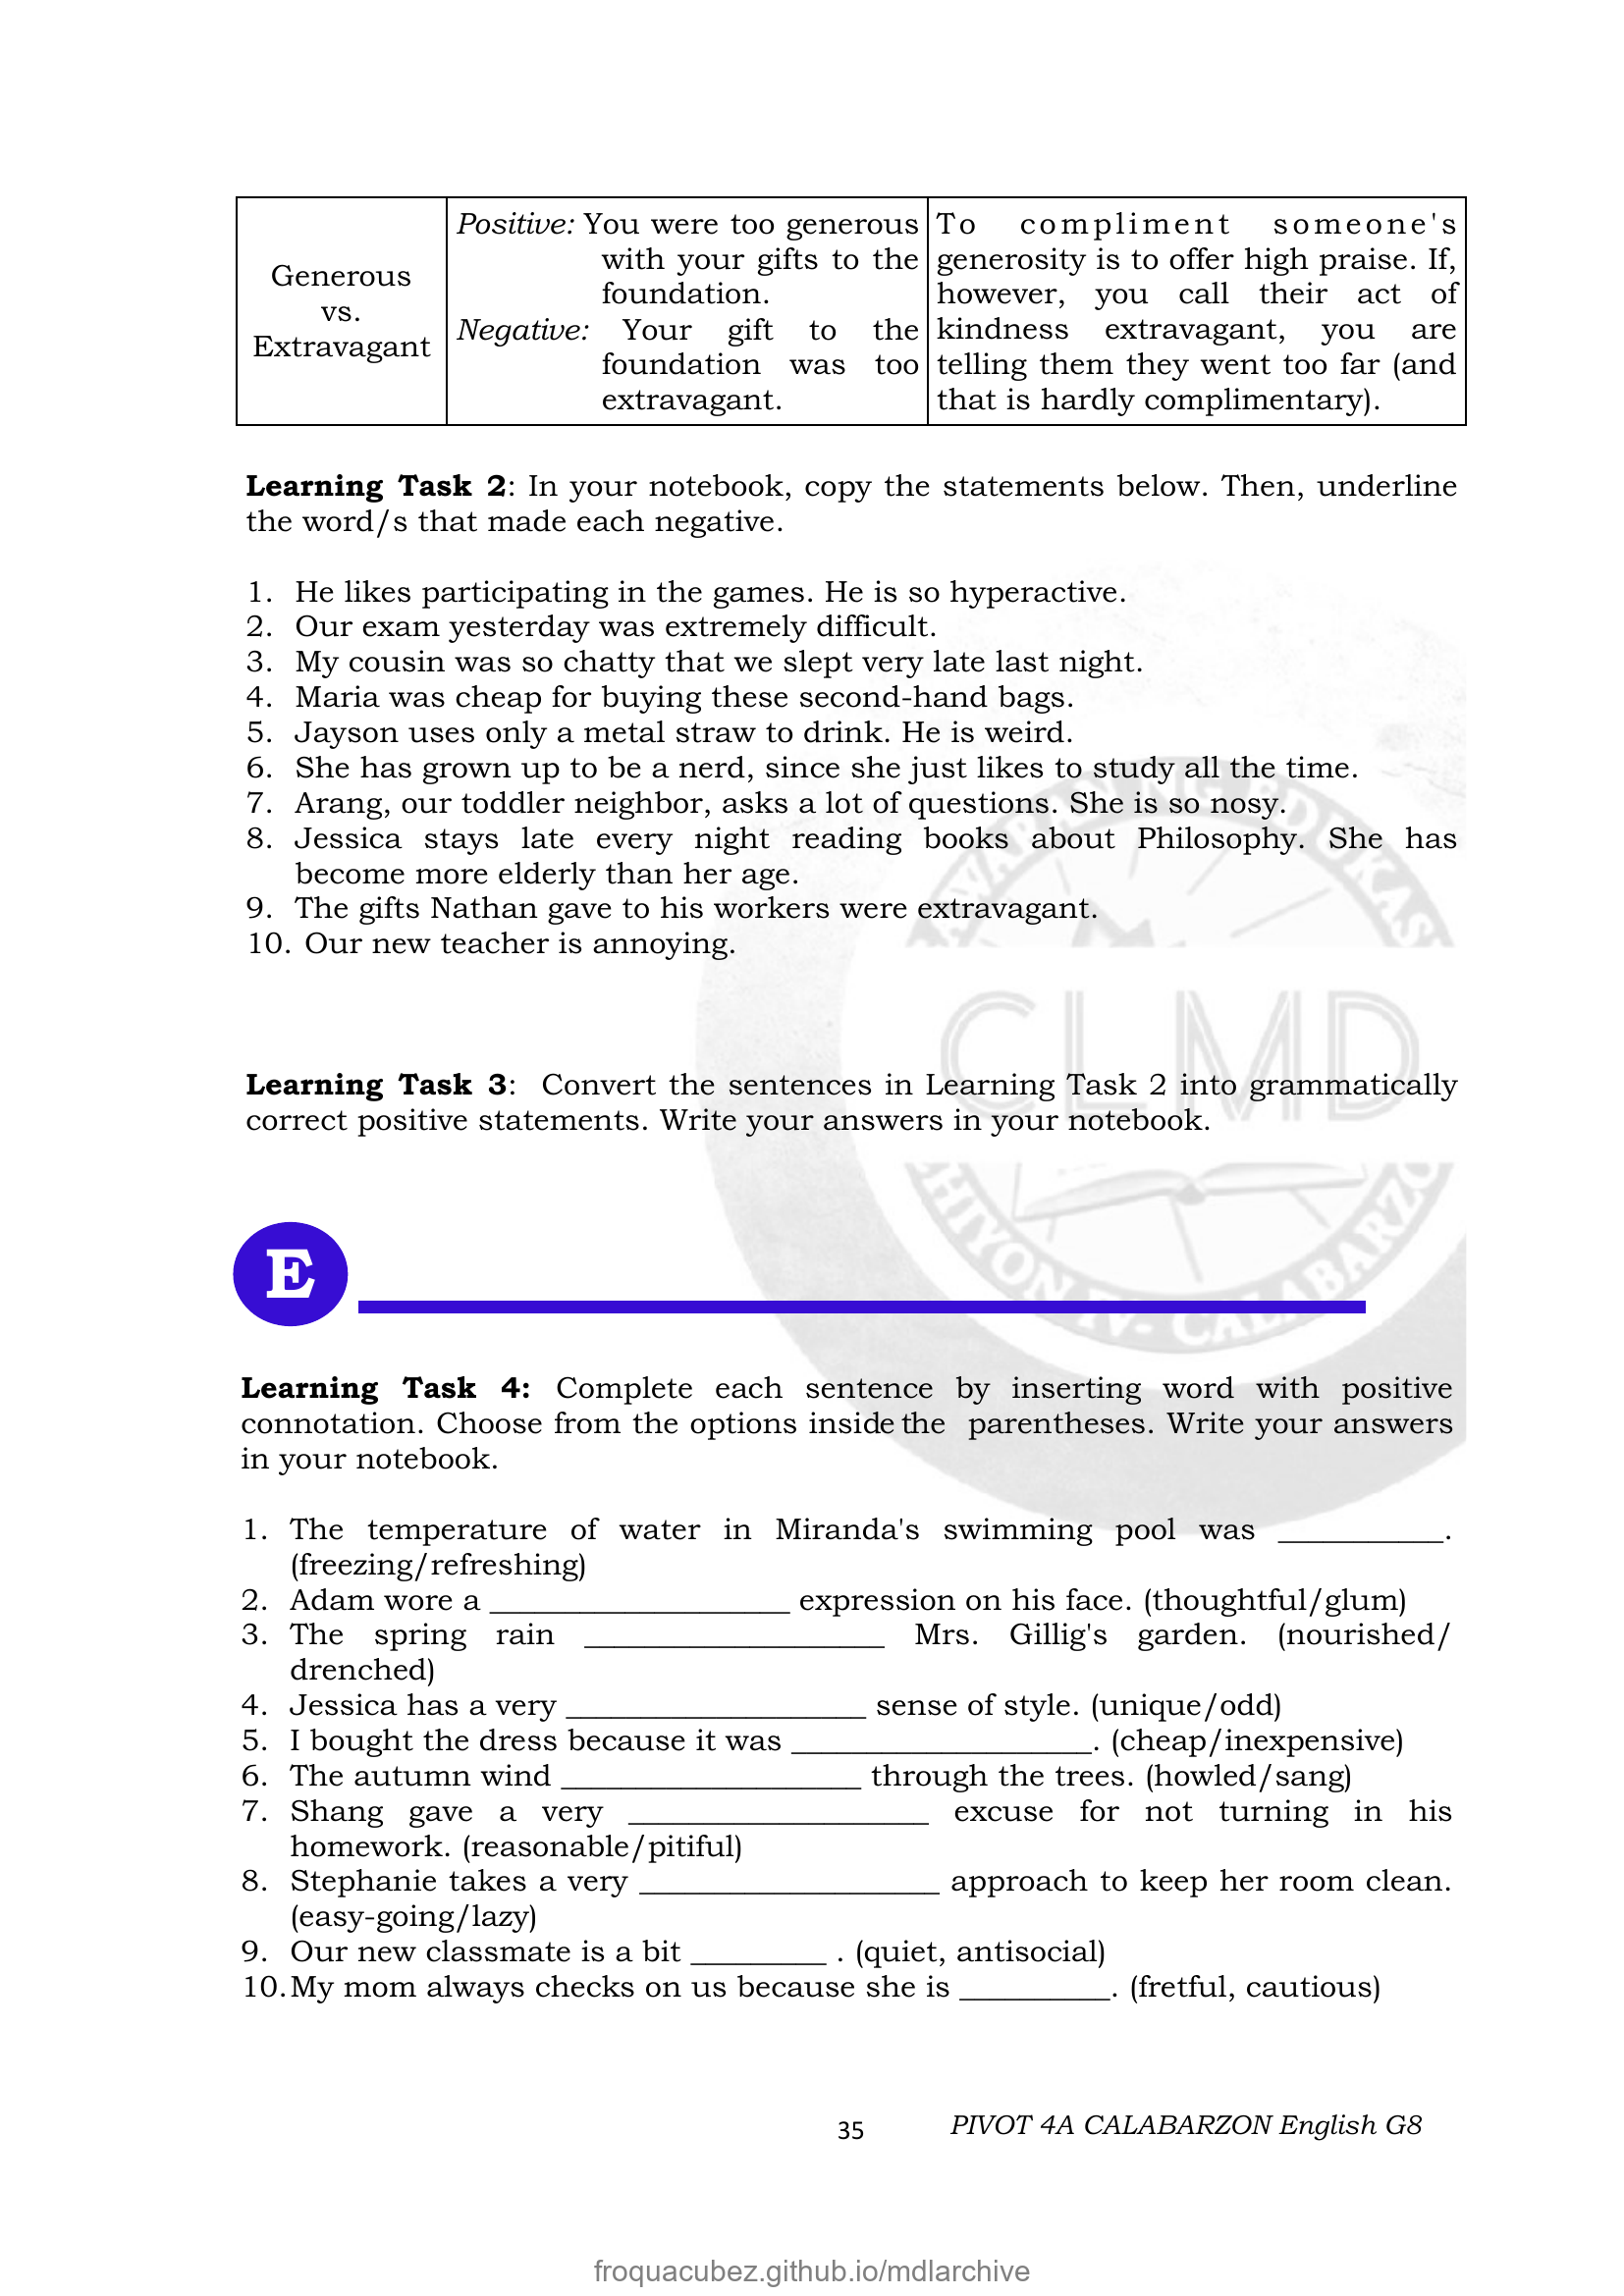 Generous
vs.
Extravagant
Positive: You were too generous
with your gifts to the
foundation.
Negative: Your gift to the
foundation was too
extravagant.
To compliment someone's
generosity is to offer high praise. If,
however, you call their act of
kindness extravagant, you are
telling them they went too far (and
that is hardly complimentary).
Learning Task 2: In your notebook, copy the statements below. Then, underline
the word/s that made each negative.
1. He likes participating in the games. He is so hyperactive.
2. Our exam yesterday was extremely difficult.
3. My cousin was so chatty that we slept very late last night.
4. Maria was cheap for buying these second-hand bags.
5. Jayson uses only a metal straw to drink. He is weird.
6. She has grown up to be a nerd, since she just likes to study all the time.
7. Arang, our toddler neighbor, asks a lot of questions. She is so nosy.
8. Jessica stays late every night reading books about Philosophy. She has
become more elderly than her age.
9. The gifts Nathan gave to his workers were extravagant.
10. Our new teacher is annoying.
CLMD
Learning Task 3: Convert the sentences in Learning Task 2 into grammatically
correct positive statements. Write your answers in your notebook.
E
IV- CALABARZO
Learning Task 4: Complete each sentence by inserting word with positive
connotation. Choose from the options inside the parentheses. Write your answers
in your notebook.
1. The temperature of water in Miranda's swimming pool was ___________.
(freezing/refreshing)
2. Adam wore a ____________________ expression on his face. (thoughtful/glum)
3. The spring rain ____________________ Mrs. Gillig's garden. (nourished/
drenched)
4. Jessica has a very ____________________ sense of style. (unique/odd)
5. I bought the dress because it was ____________________. (cheap/inexpensive)
6. The autumn wind ____________________ through the trees. (howled/sang)
7. Shang gave a very ____________________ excuse for not turning in his
homework. (reasonable/pitiful)
8. Stephanie takes a very ____________________ approach to keep her room clean.
(easy-going/lazy)
9. Our new classmate is a bit _________ . (quiet, antisocial)
10. My mom always checks on us because she is __________. (fretful, cautious)
35
PIVOT 4A CALABARZON English G8
froquacubez.github.io/mdlarchive